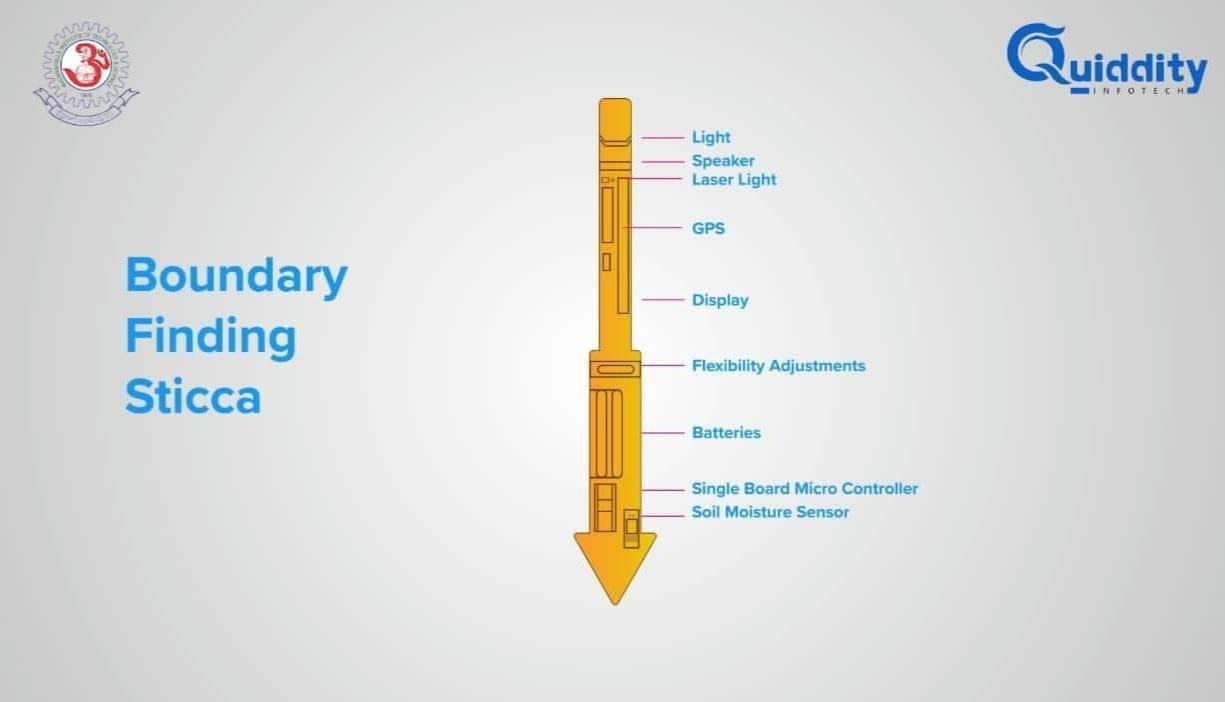 Quiddity
INFOTECH
Boundary
Finding
Sticca
Light
Speaker
Laser Light
GPS
Display
Flexibility Adjustments
Batteries
Single Board Micro Controller
Soil Moisture Sensor